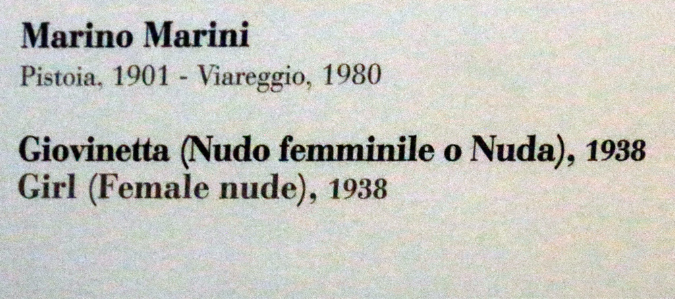 Marino Marini
Pistoia, 1901 - Viareggio, 1980
Giovinetta (Nudo femminile o Nuda), 1938
Girl (Female nude), 1938